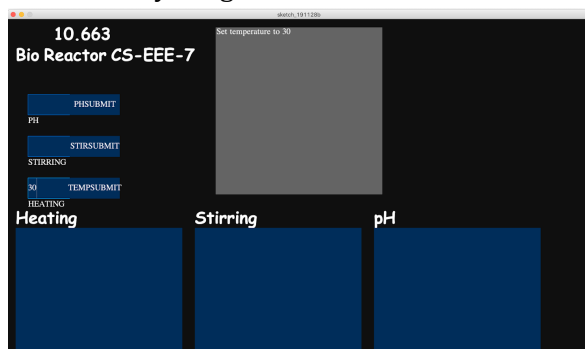 sketch_191128b
10.663
Bio Reactor CS-EEE-7
Set temperature to 30
PHSUBMIT
PH
STIRSUBMIT
STIRRING
30 TEMPSUBMIT
HEATING
Heating Stirring pH